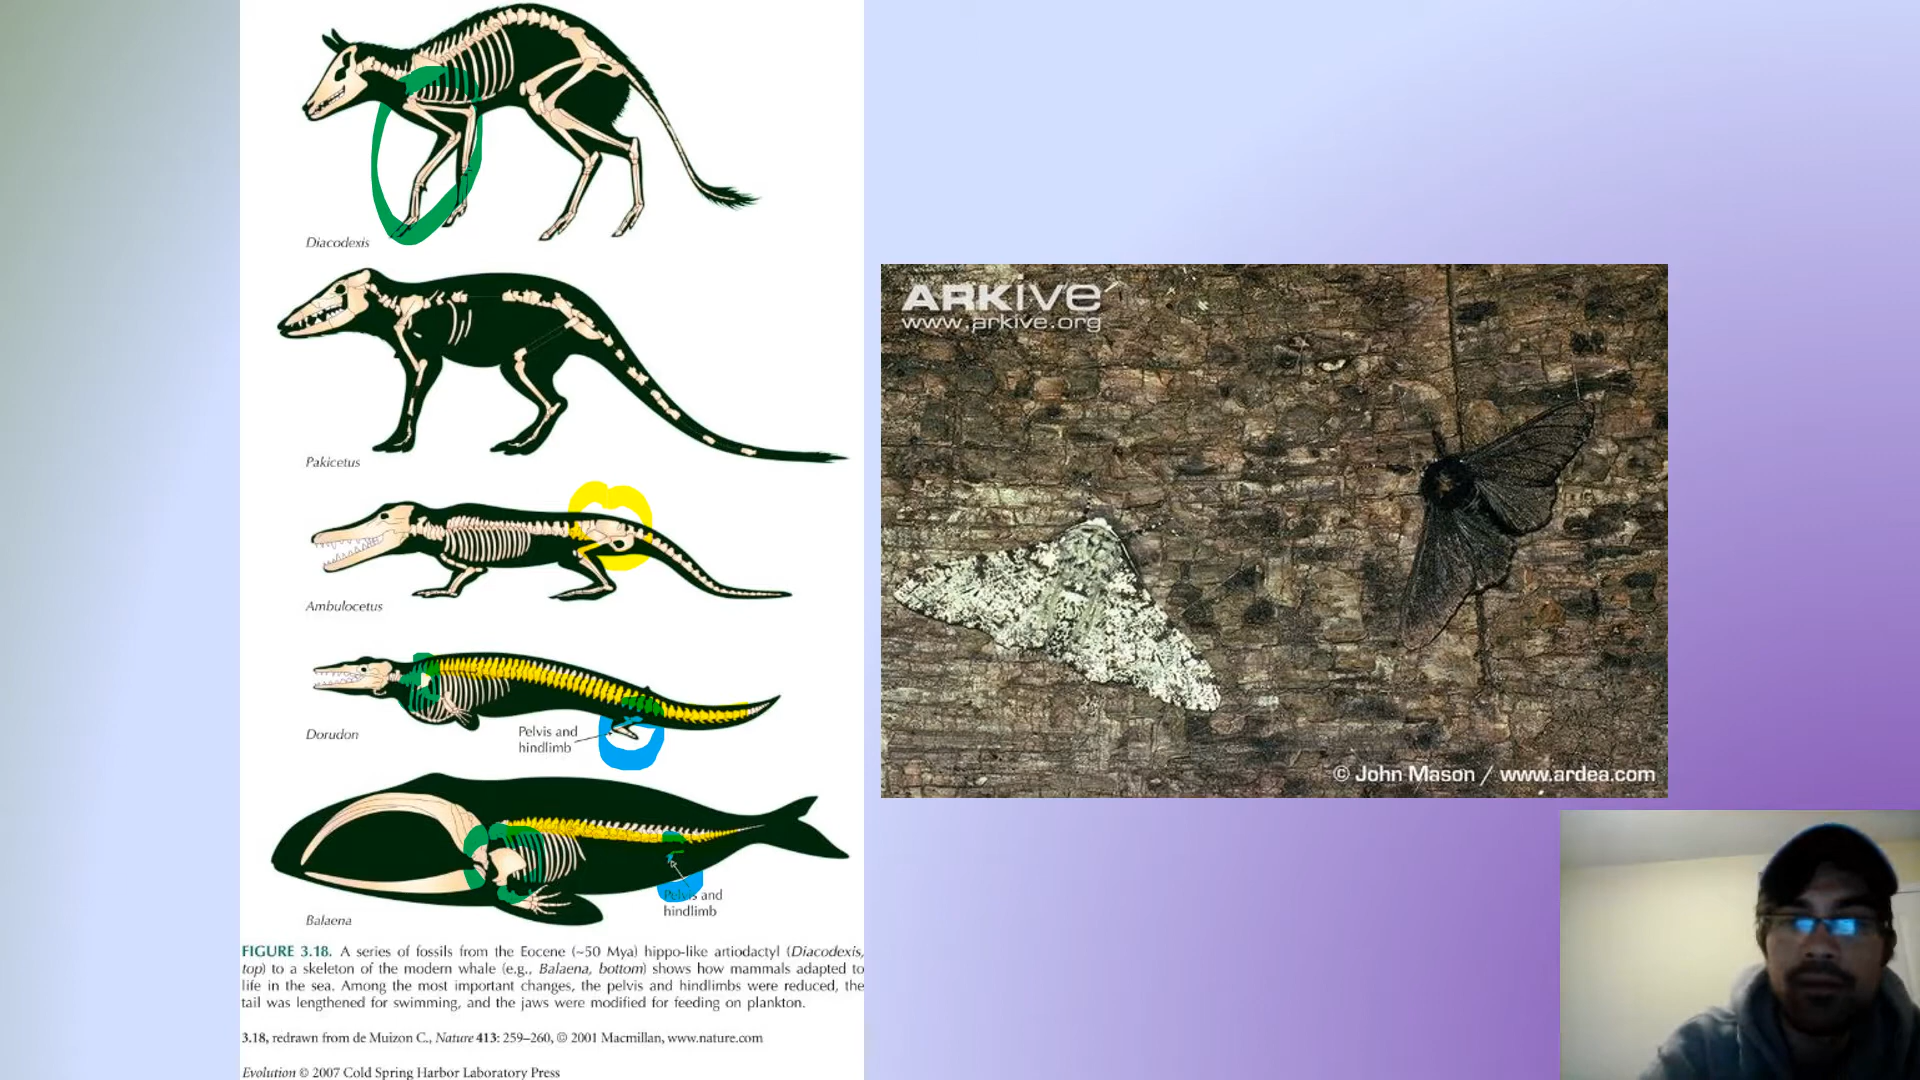 Diacodexis
Pakicetus
Ambulocetus
Dorudon
Pelvis and
hindlimb
Balaena
Pelvis and
hindlimb
FIGURE 3.18. A series of fossils from the Eocene (~50 Mya) hippo-like artiodactyl (Diacodexis,
top) to a skeleton of the modern whale (e.g., Balaena, bottom) shows how mammals adapted to
life in the sea. Among the most important changes, the pelvis and hindlimbs were reduced, the
tail was lengthened for swimming, and the jaws were modified for feeding on plankton.
3.18, redrawn from de Muizon C., Nature 413: 259–260, © 2001 Macmillan, www.nature.com
Evolution © 2007 Cold Spring Harbor Laboratory Press
ARKive
www.arkive.org
© John Mason / www.ardea.com